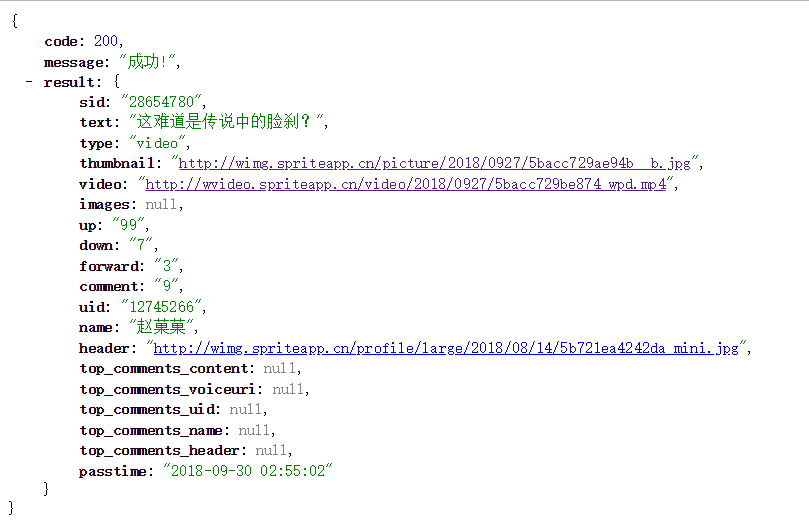 {
code: 200,
message: "成功!",
- result: {
sid: "28654780",
text: "这难道是传说中的脸刹？",
type: "video",
thumbnail: "http://wimg.spriteapp.cn/picture/2018/0927/5bacc729ae94b__b.jpg",
video: "http://wvideo.spriteapp.cn/video/2018/0927/5bacc729be874_wpd.mp4",
images: null,
up: "99",
down: "7",
forward: "3",
comment: "9",
uid: "12745266",
name: "赵菓菓",
header: "http://wimg.spriteapp.cn/profile/large/2018/08/14/5b721ea4242da_mini.jpg",
top_comments_content: null,
top_comments_voiceuri: null,
top_comments_uid: null,
top_comments_name: null,
top_comments_header: null,
passtime: "2018-09-30 02:55:02"
}
}